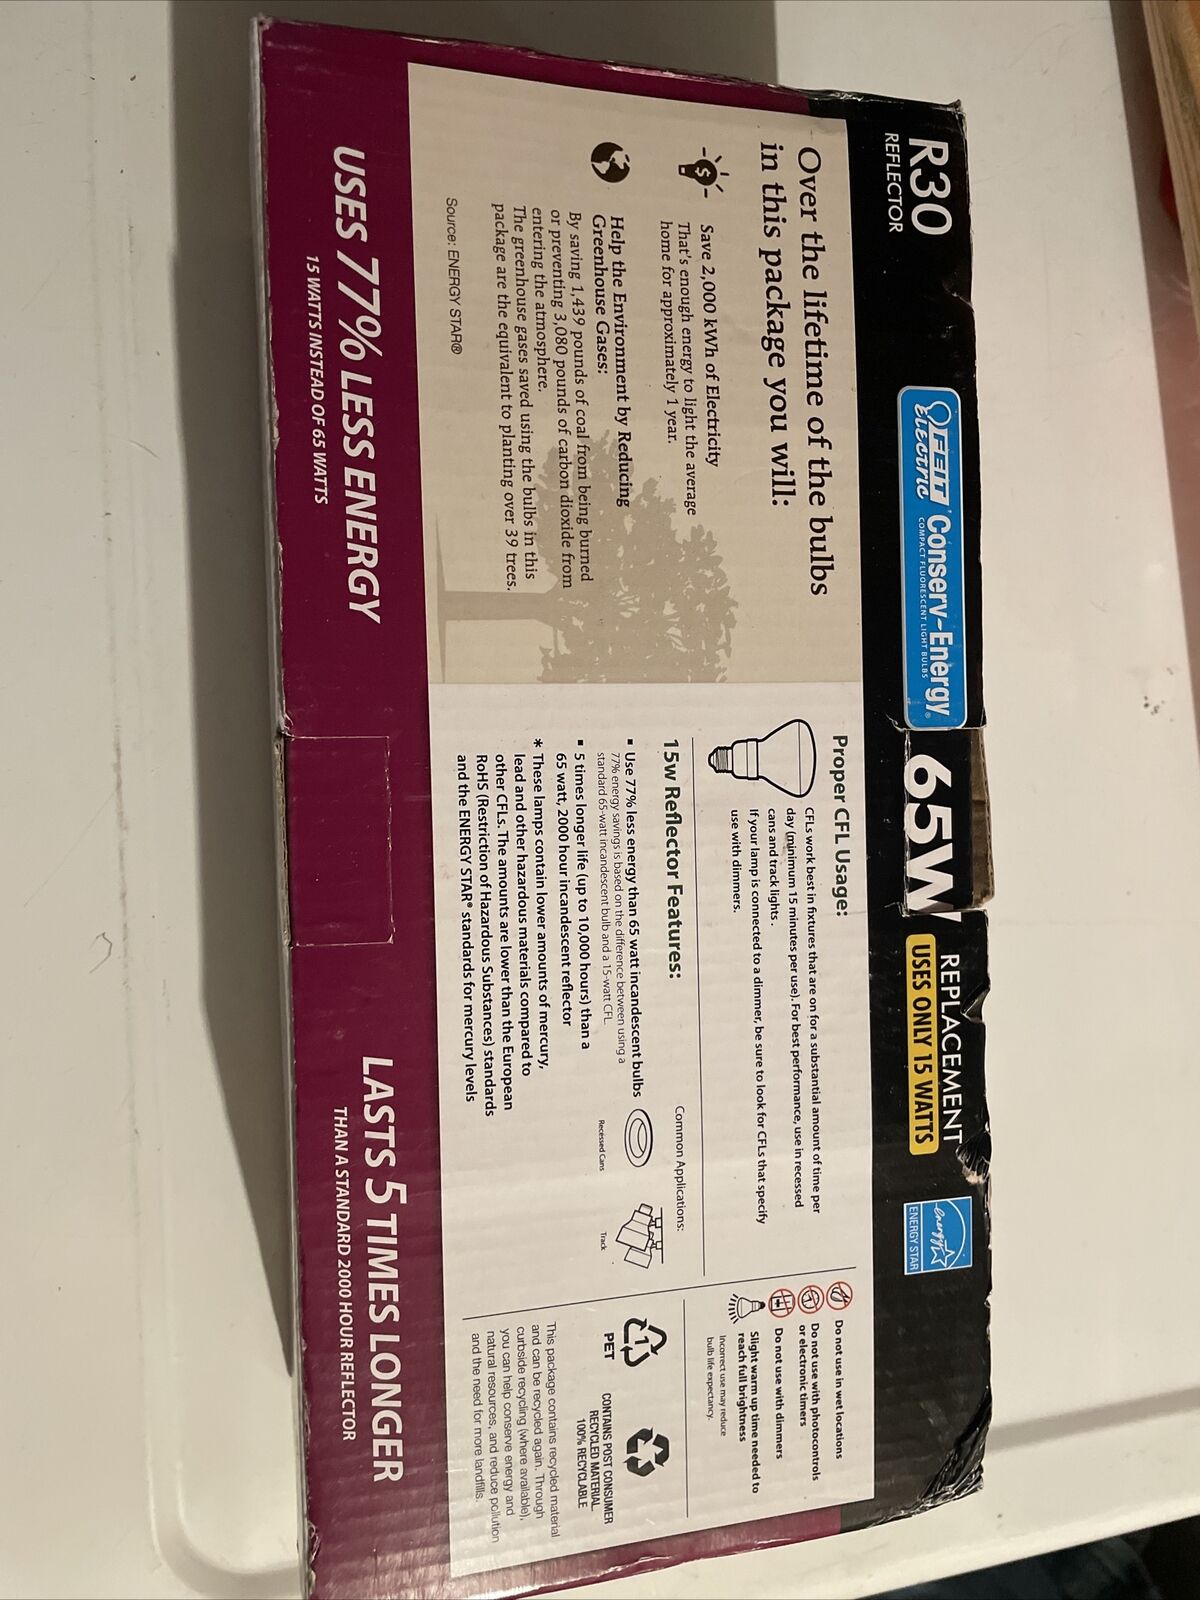 R30
REFLECTOR
FEIT
electric
Conserv-Energy®
COMPACT FLUORESCENT LIGHT BULBS
65W
REPLACEMENT
USES ONLY 15 WATTS
energy
ENERGY STAR
Over the lifetime of the bulbs
in this package you will:
Save 2,000 kWh of Electricity
That's enough energy to light the average
home for approximately 1 year.
Help the Environment by Reducing
Greenhouse Gases:
By saving 1,439 pounds of coal from being burned
or preventing 3,080 pounds of carbon dioxide from
entering the atmosphere.
The greenhouse gases saved using the bulbs in this
package are the equivalent to planting over 39 trees.
Source: ENERGY STAR®
Proper CFL Usage:
CFLs work best in fixtures that are on for a substantial amount of time per
day (minimum 15 minutes per use). For best performance, use in recessed
cans and track lights.
If your lamp is connected to a dimmer, be sure to look for CFLs that specify
use with dimmers.
15w Reflector Features:
▪ Use 77% less energy than 65 watt incandescent bulbs
77% energy savings is based on the difference between using a
standard 65-watt incandescent bulb and a 15-watt CFL.
▪ 5 times longer life (up to 10,000 hours) than a
65 watt, 2000 hour incandescent reflector
* These lamps contain lower amounts of mercury,
lead and other hazardous materials compared to
other CFLs. The amounts are lower than the European
RoHS (Restriction of Hazardous Substances) standards
and the ENERGY STAR® standards for mercury levels
Common Applications:
Recessed Cans
Track
Do not use in wet locations
Do not use with photocontrols
or electronic timers
Do not use with dimmers
Slight warm up time needed to
reach full brightness
Incorrect use may reduce
bulb life expectancy.
1
PET
CONTAINS POST CONSUMER
RECYCLED MATERIAL.
100% RECYCLABLE
This package contains recycled material
and can be recycled again. Through
curbside recycling (where available),
you can help conserve energy and
natural resources, and reduce pollution
and the need for more landfills.
USES 77% LESS ENERGY
15 WATTS INSTEAD OF 65 WATTS
LASTS 5 TIMES LONGER
THAN A STANDARD 2000 HOUR REFLECTOR